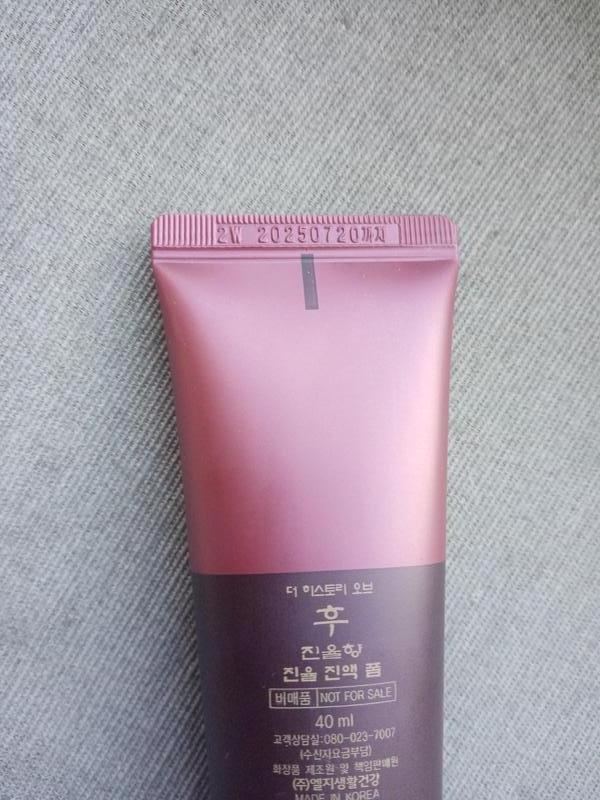 2W 20250720까지
더 히스토리 오브
후
진율향
진율 진액 폼
비매품 NOT FOR SALE
40 ml
고객상담실:080-023-7007
(수신자요금부담)
화장품 제조원 및 책임판매원
(주)엘지생활건강
MADE IN KOREA